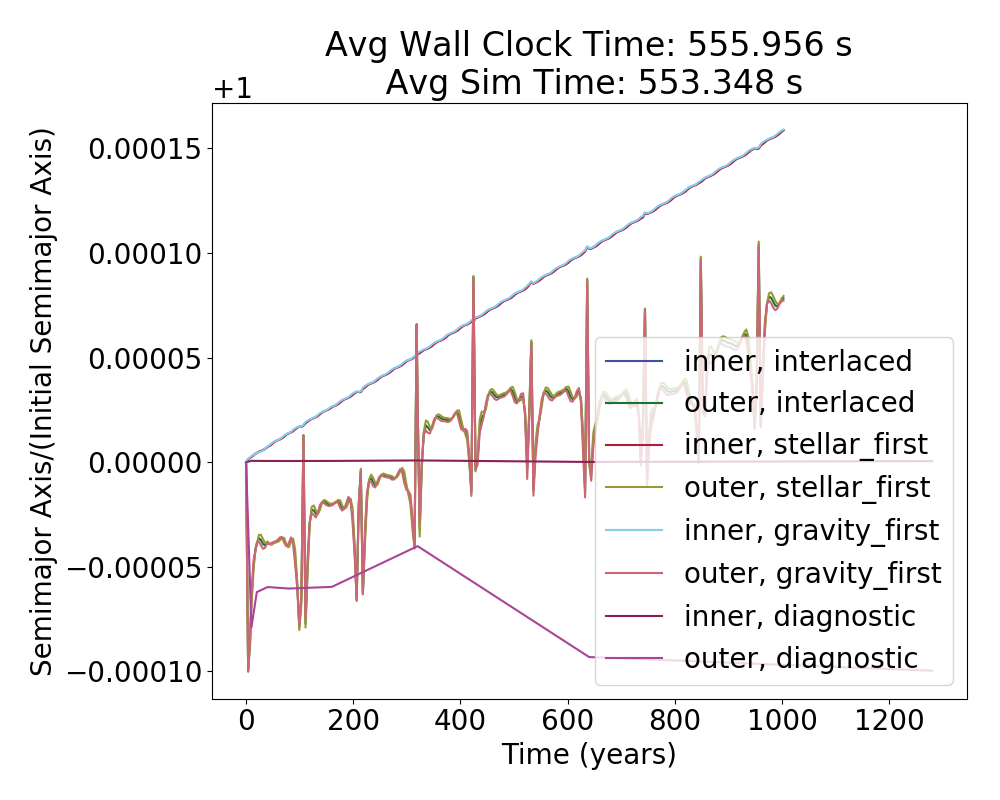 Avg Wall Clock Time: 555.956 s
Avg Sim Time: 553.348 s
+1
Semimajor Axis/(Initial Semimajor Axis)
0.00015
0.00010
0.00005
0.00000
−0.00005
−0.00010
inner, interlaced
outer, interlaced
inner, stellar_first
outer, stellar_first
inner, gravity_first
outer, gravity_first
inner, diagnostic
outer, diagnostic
0 200 400 600 800 1000 1200
Time (years)